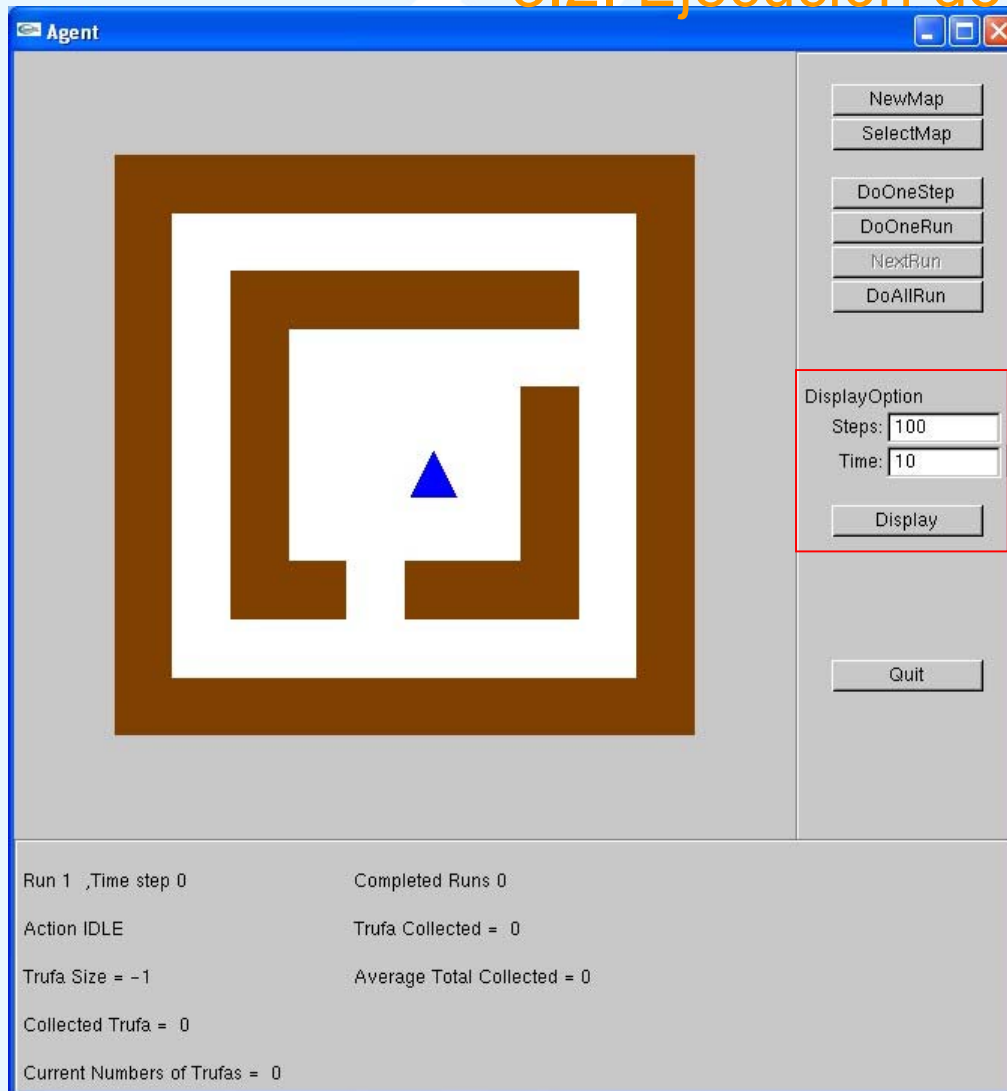 Agent
NewMap
SelectMap
DoOneStep
DoOneRun
NextRun
DoAllRun
DisplayOption
Steps: 100
Time: 10
Display
Quit
Run 1 ,Time step 0
Completed Runs 0
Action IDLE
Trufa Collected = 0
Trufa Size = -1
Average Total Collected = 0
Collected Trufa = 0
Current Numbers of Trufas = 0